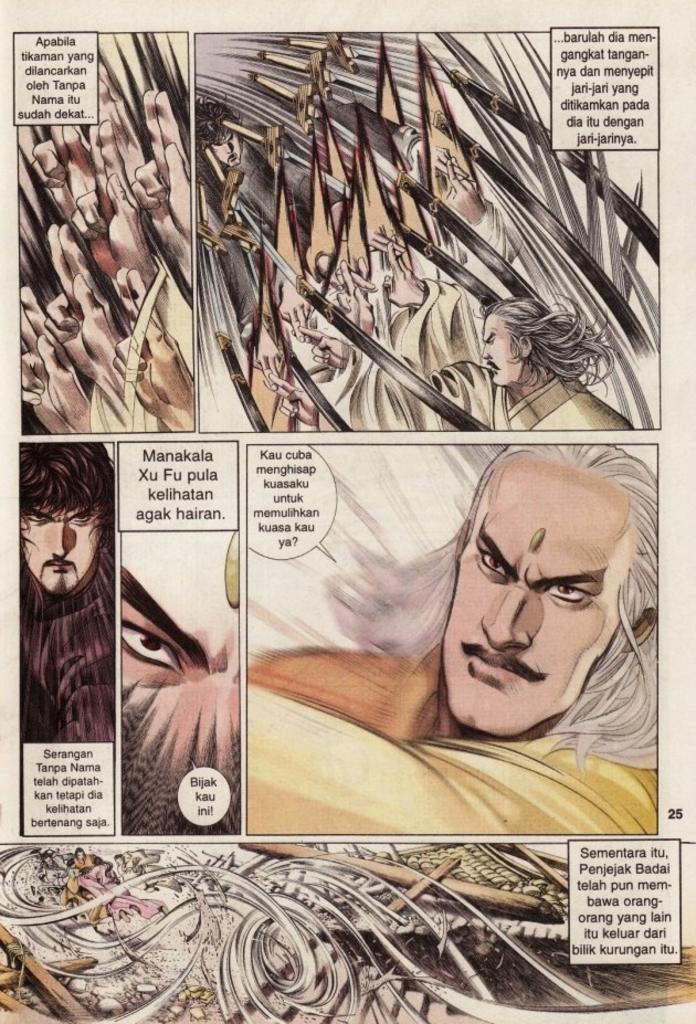 Apabila
tikaman yang
dilancarkan
oleh Tanpa
Nama itu
sudah dekat...
...barulah dia men-
gangkat tangan-
nya dan menyepit
jari-jari yang
ditikamkan pada
dia itu dengan
jari-jarinya.
Serangan
Tanpa Nama
telah dipatah-
kan tetapi dia
kelihatan
bertenang saja.
Manakala
Xu Fu pula
kelihatan
agak hairan.
Bijak
kau
ini!
Kau cuba
menghisap
kuasaku
untuk
memulihkan
kuasa kau
ya?
25
Sementara itu,
Penjejak Badai
telah pun mem-
bawa orang-
orang yang lain
itu keluar dari
bilik kurungan itu.